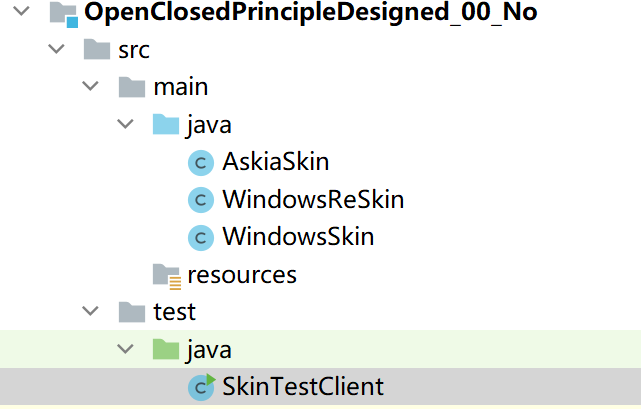 OpenClosedPrincipleDesigned_00_No
src
main
java
AskiaSkin
WindowsReSkin
WindowsSkin
resources
test
java
SkinTestClient